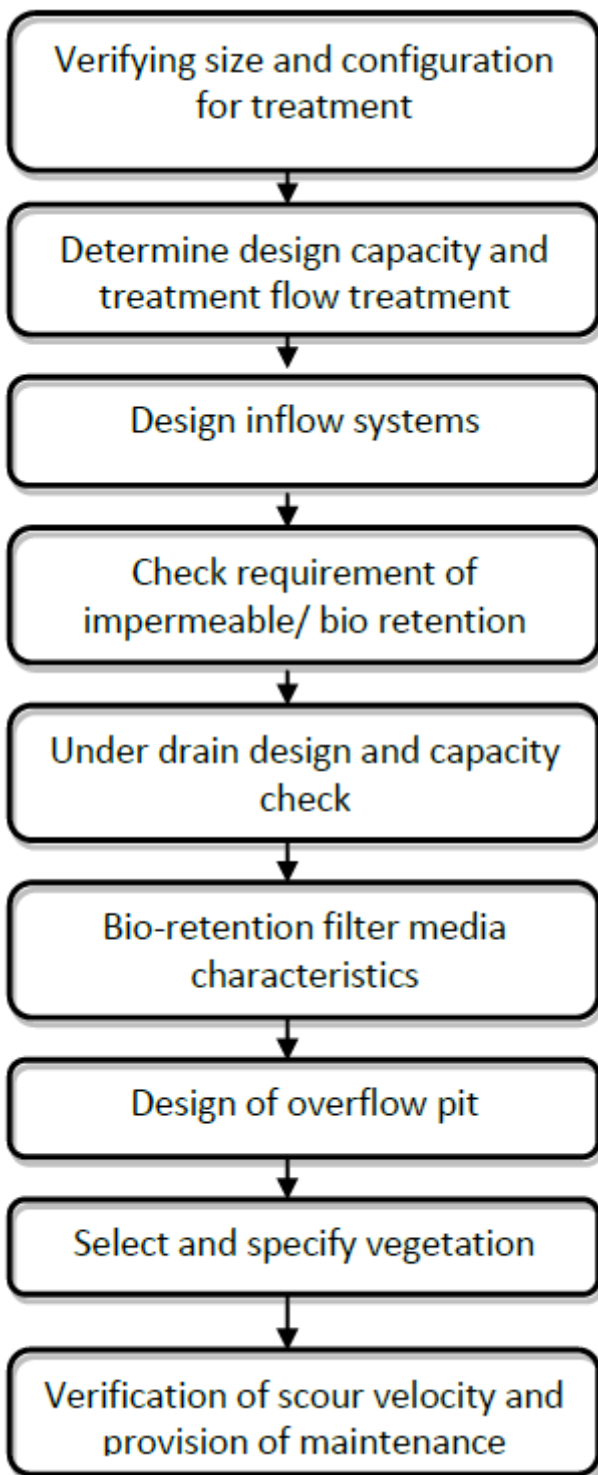 Verifying size and configuration
for treatment
Determine design capacity and
treatment flow treatment
Design inflow systems
Check requirement of
impermeable/ bio retention
Under drain design and capacity
check
Bio-retention filter media
characteristics
Design of overflow pit
Select and specify vegetation
Verification of scour velocity and
provision of maintenance